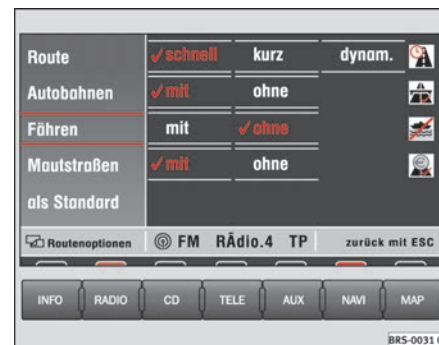 Route ✓schnell kurz dynam.
Autobahnen ✓mit ohne
Fähren mit ✓ohne
Mautstraßen ✓mit ohne
als Standard
Routenoptionen FM RÃdio.4 TP zurück mit ESC
INFO RADIO CD TELE AUX NAVI MAP
BRS-0031